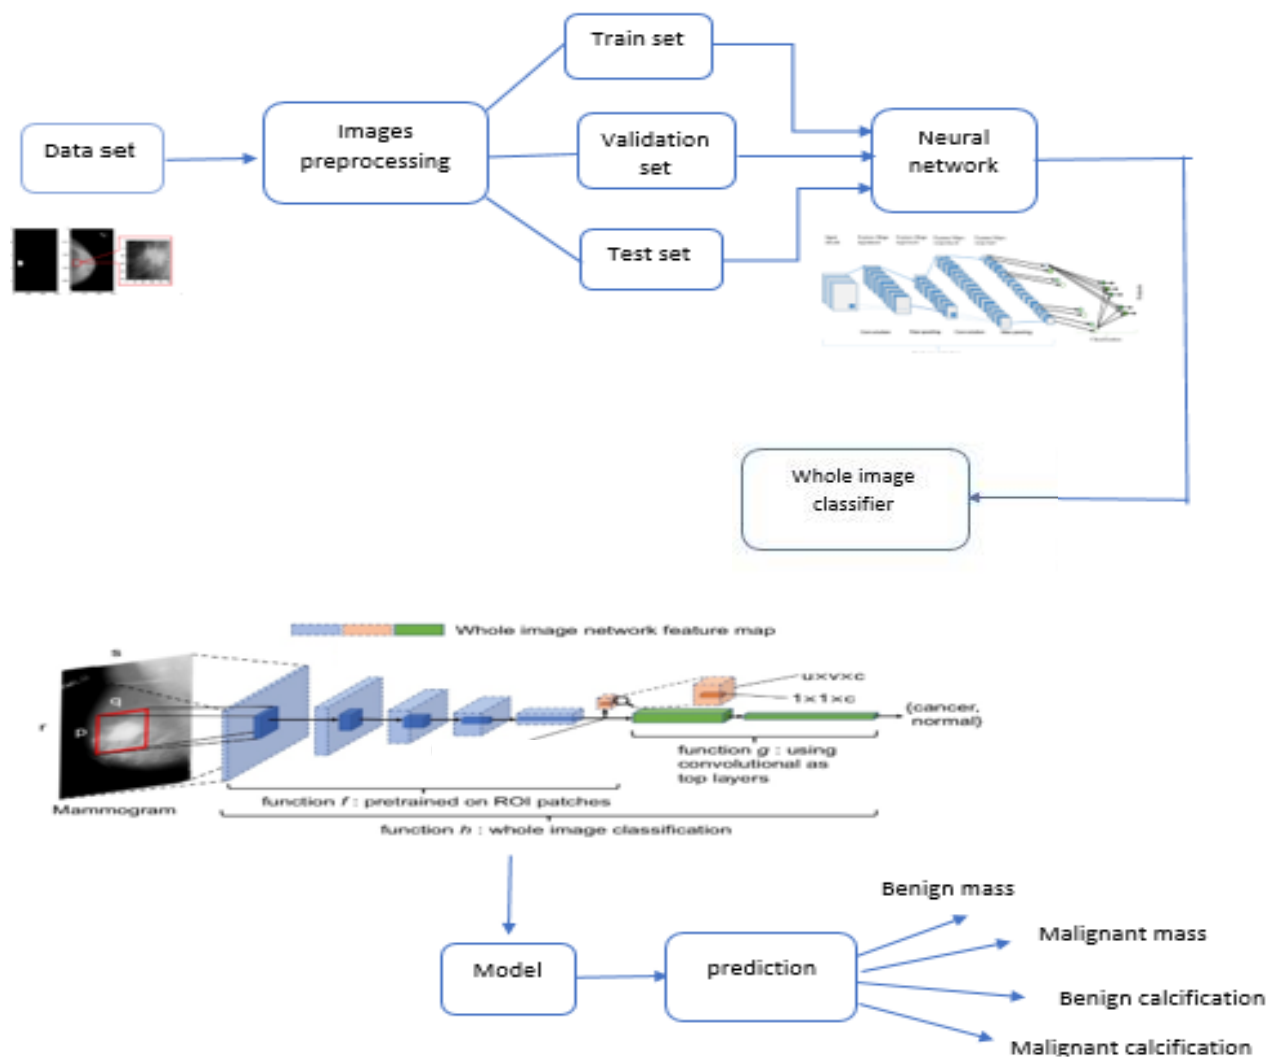 Train set
Data set
Images
preprocessing
Validation
set
Test set
Neural
network
Whole image
classifier
Whole image network feature map
s
q
r
p
u×v×c
1×1×c
(cancer,
normal)
function g : using
convolutional as
top layers
function f : pretrained on ROI patches
Mammogram
function h : whole image classification
Model
prediction
Benign mass
Malignant mass
Benign calcification
Malignant calcification